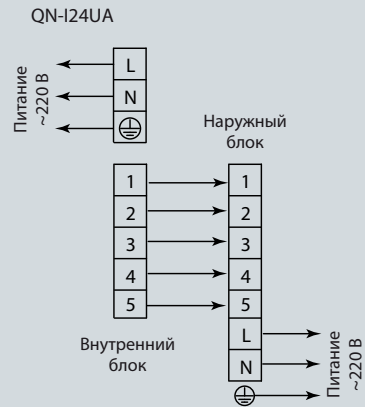 QN-I24UA
Питание
~220 В
L
N
Наружный
блок
1
2
3
4
5
1
2
3
4
5
L
N
Внутренний
блок
Питание
~220 В